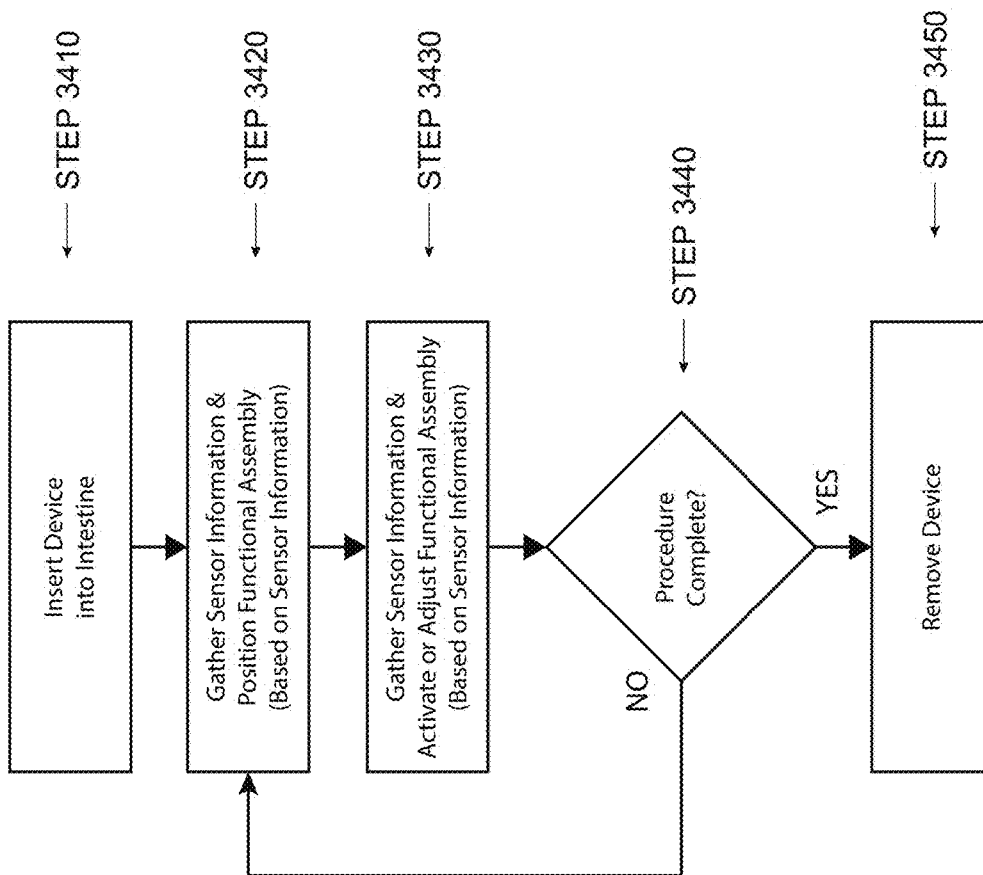 Insert Device
into Intestine
STEP 3410
Gather Sensor Information &
Position Functional Assembly
(Based on Sensor Information)
STEP 3420
Gather Sensor Information &
Activate or Adjust Functional Assembly
(Based on Sensor Information)
STEP 3430
Procedure
Complete?
STEP 3440
NO
YES
Remove Device
STEP 3450